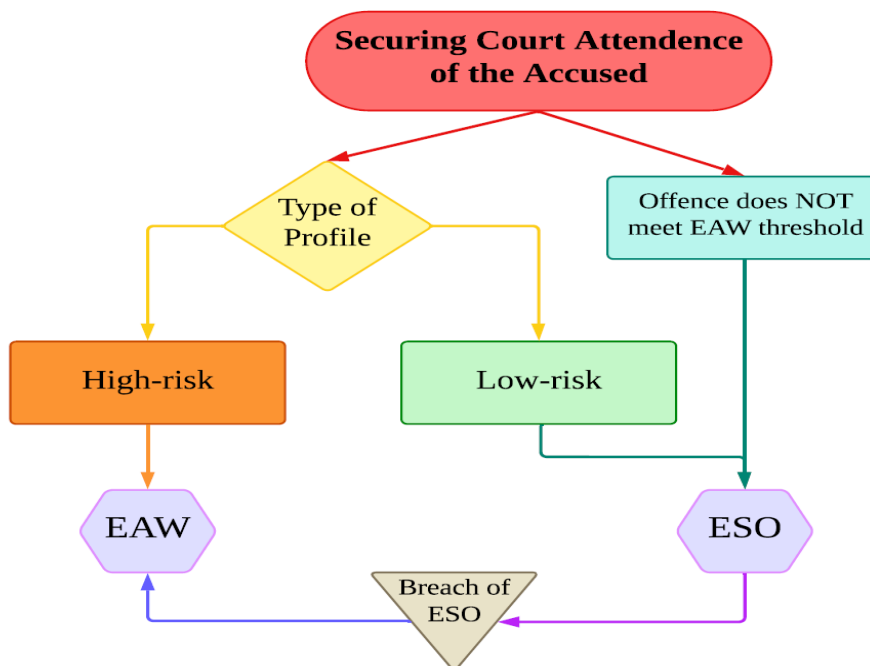 Securing Court Attendence
of the Accused
Type of
Profile
Offence does NOT
meet EAW threshold
High-risk
Low-risk
EAW
ESO
Breach of
ESO